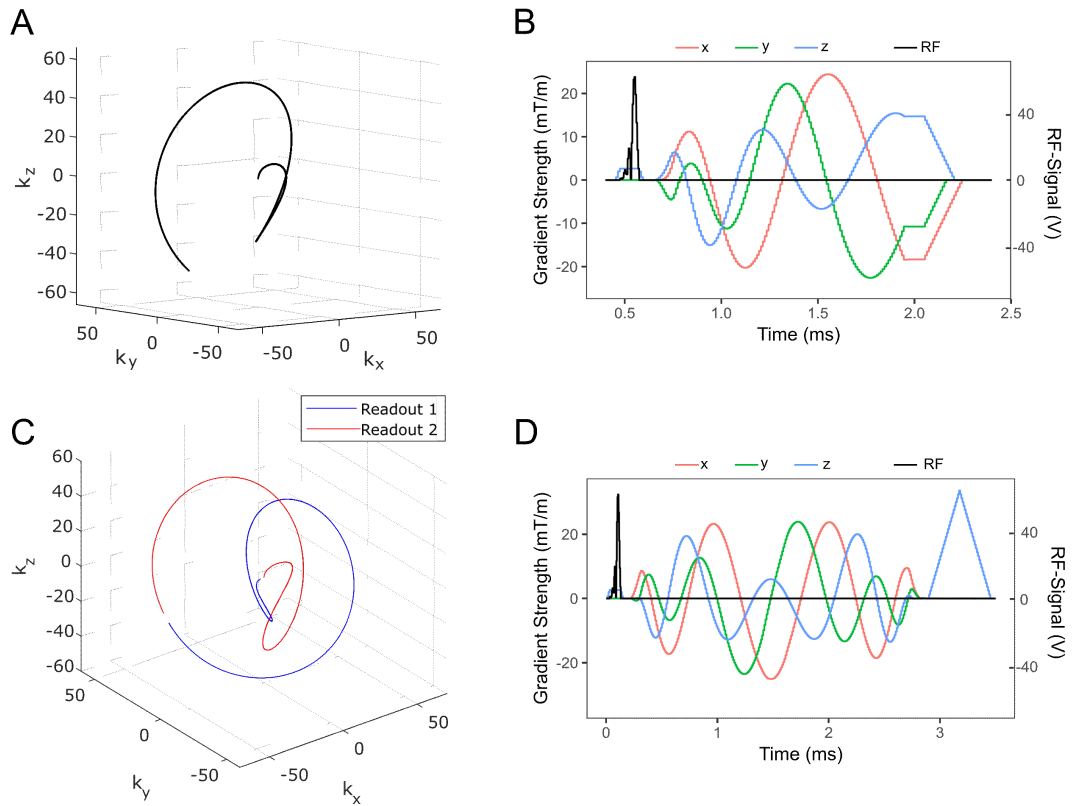 A
60
40
20
0
-20
-40
-60
k_z
50
0
-50
k_y
-50
0
50
k_x
B
x
y
z
RF
20
10
0
-10
-20
Gradient Strength (mT/m)
40
0
-40
RF-Signal (V)
0.5
1.0
1.5
2.0
2.5
Time (ms)
C
Readout 1
Readout 2
60
40
20
0
-20
-40
-60
k_z
50
0
-50
k_y
-50
0
50
k_x
D
x
y
z
RF
20
0
-20
Gradient Strength (mT/m)
40
0
-40
RF-Signal (V)
0
1
2
3
Time (ms)